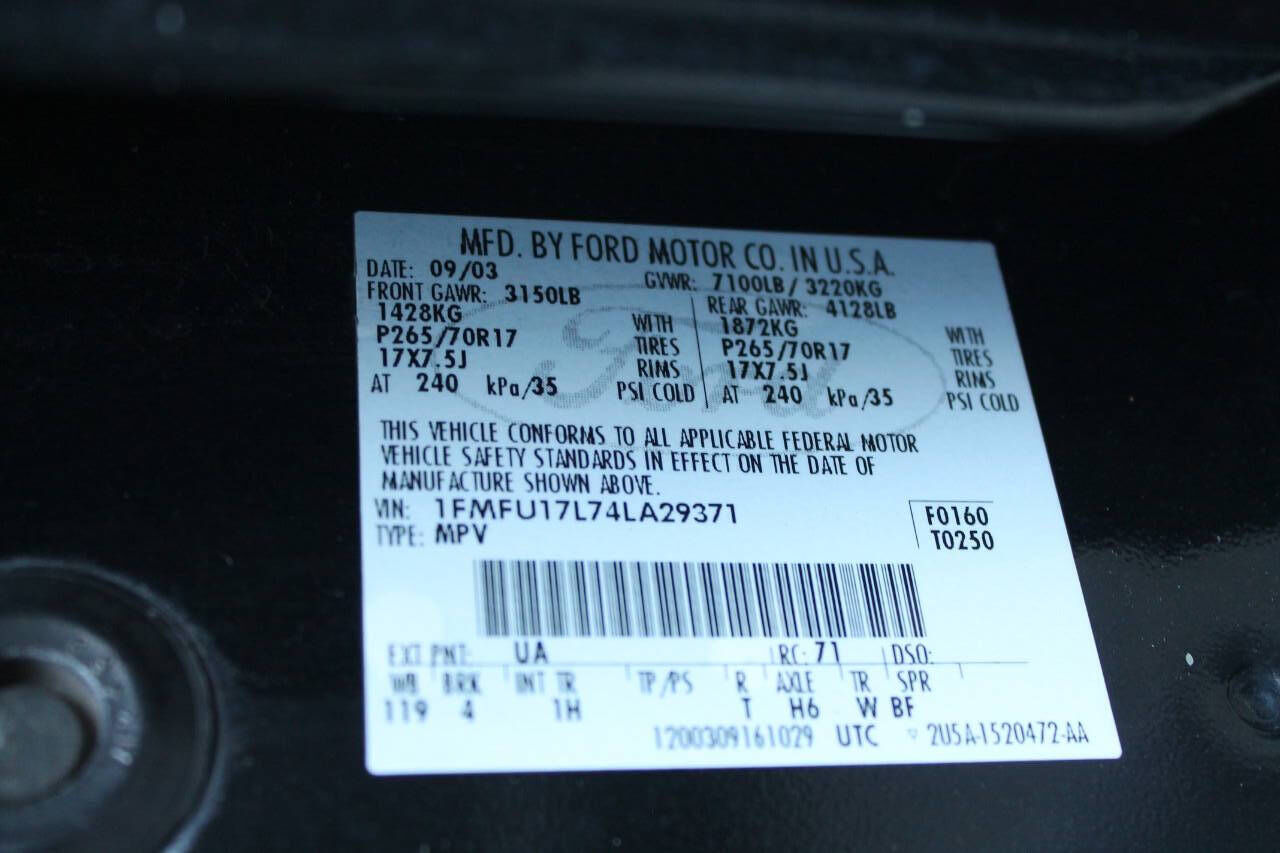 MFD. BY FORD MOTOR CO. IN U.S.A.
DATE: 09/03 GVWR: 7100LB / 3220KG
FRONT GAWR: 3150LB REAR GAWR: 4128LB
1428KG WITH 1872KG WITH
P265/70R17 TIRES P265/70R17 TIRES
17X7.5J RIMS 17X7.5J RIMS
AT 240 kPa/35 PSI COLD AT 240 kPa/35 PSI COLD
Ford
THIS VEHICLE CONFORMS TO ALL APPLICABLE FEDERAL MOTOR
VEHICLE SAFETY STANDARDS IN EFFECT ON THE DATE OF
MANUFACTURE SHOWN ABOVE.
VIN: 1FMFU17L74LA29371 F0160
TYPE: MPV T0250
EXT PNT: UA RC: 71 DSO:
WB BRK INT TR TP/PS R AXLE TR SPR
119 4 1H T H6 W BF
1200309161029 UTC ▽ 2U5A-1520472-AA